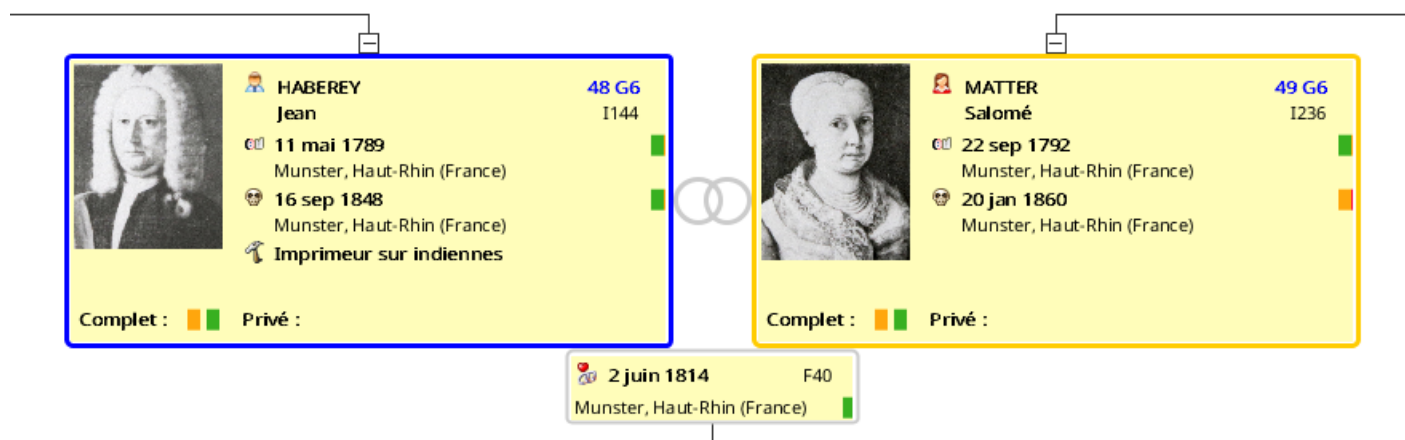 HABEREY 48 G6
Jean I144
11 mai 1789
Munster, Haut-Rhin (France)
16 sep 1848
Munster, Haut-Rhin (France)
Imprimeur sur indiennes
Complet : Privé :
MATTER 49 G6
Salomé I236
22 sep 1792
Munster, Haut-Rhin (France)
20 jan 1860
Munster, Haut-Rhin (France)
Complet : Privé :
2 juin 1814 F40
Munster, Haut-Rhin (France)